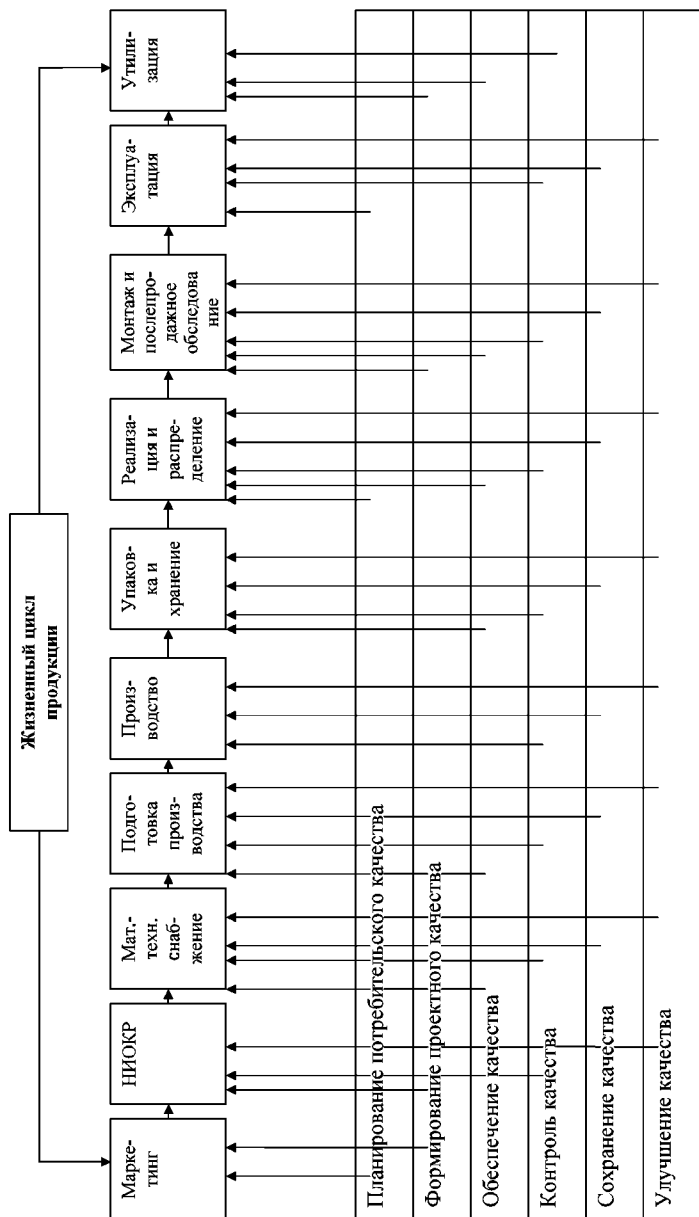 Жизненный цикл
продукции
Марке-
тинг
НИОКР
Мат.-
техн.
снаб-
жение
Подго-
товка
произ-
водства
Произ-
водство
Упаков-
ка и
хранение
Реализа-
ция и
распре-
деление
Монтаж и
послепро-
дажное
обследова
ние
Эксплуа-
тация
Утили-
зация
Планирование потребительского качества
Формирование проектного качества
Обеспечение качества
Контроль качества
Сохранение качества
Улучшение качества